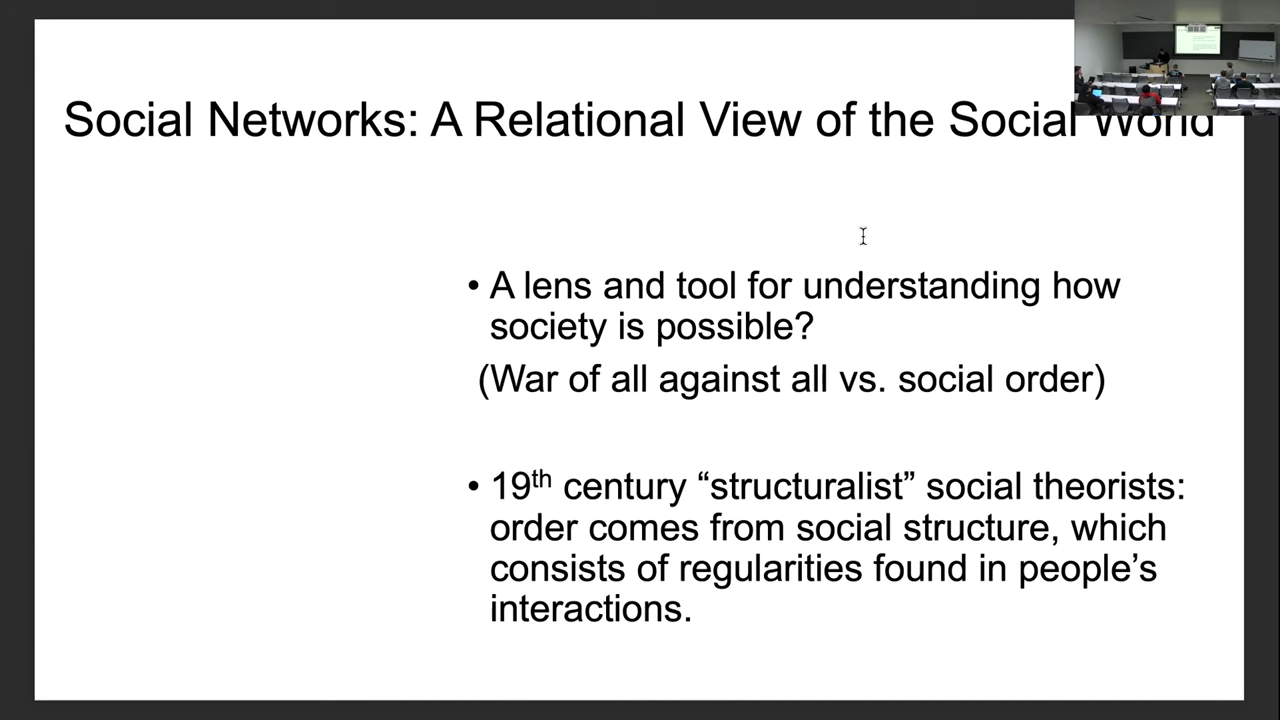 Social Networks: A Relational View of the Social World
• A lens and tool for understanding how
society is possible?
(War of all against all vs. social order)
• 19th century “structuralist” social theorists:
order comes from social structure, which
consists of regularities found in people’s
interactions.